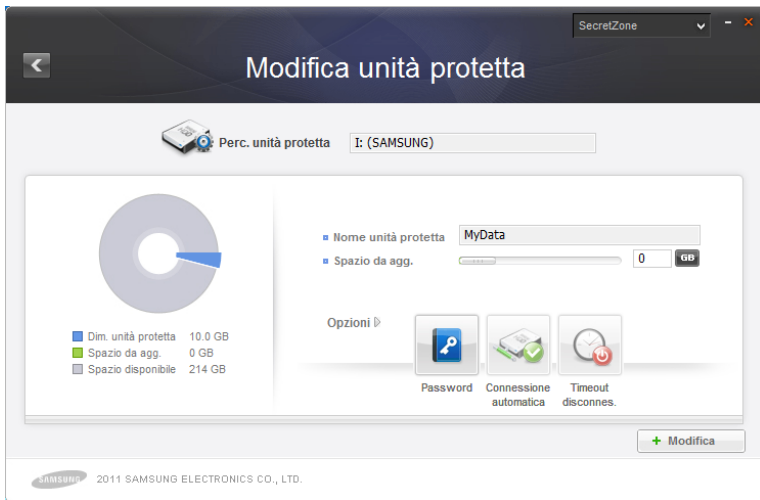 SecretZone
Modifica unità protetta
Perc. unità protetta
I: (SAMSUNG)
Nome unità protetta
MyData
Spazio da agg.
0
GB
Opzioni
Dim. unità protetta 10.0 GB
Spazio da agg. 0 GB
Spazio disponibile 214 GB
Password
Connessione
automatica
Timeout
disconnes.
+ Modifica
SAMSUNG
2011 SAMSUNG ELECTRONICS CO., LTD.